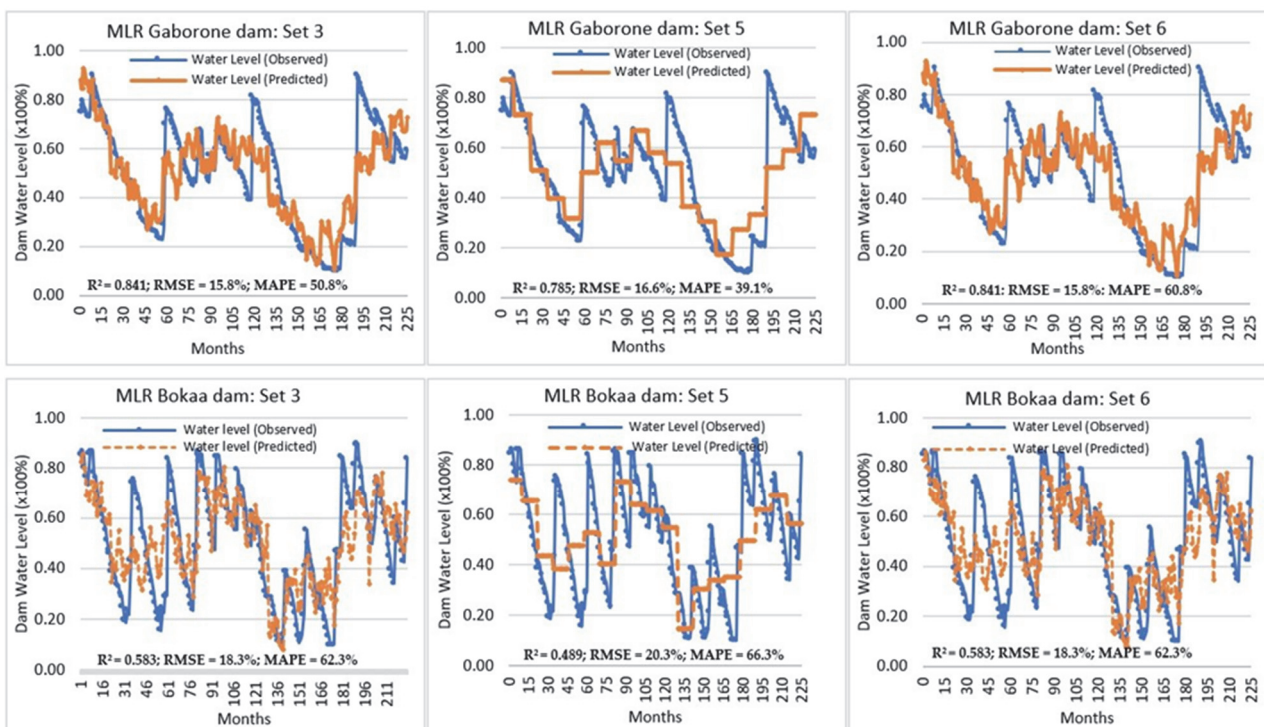 MLR Gaborone dam: Set 3
Water Level (Observed)
Water Level (Predicted)
Dam Water Level (x100%)
1.00
0.80
0.60
0.40
0.20
0.00
R² = 0.841; RMSE = 15.8%; MAPE = 50.8%
0 15 30 45 60 75 90 105 120 135 150 165 180 195 210 225
Months
MLR Gaborone dam: Set 5
Water Level (Observed)
Water Level (Predicted)
Dam Water Level (x100%)
1.00
0.80
0.60
0.40
0.20
0.00
R² = 0.785; RMSE = 16.6%; MAPE = 39.1%
0 15 30 45 60 75 90 105 120 135 150 165 180 195 210 225
Months
MLR Gaborone dam: Set 6
Water Level (Observed)
Water Level (Predicted)
Dam Water Level (x100%)
1.00
0.80
0.60
0.40
0.20
0.00
R² = 0.841: RMSE = 15.8%: MAPE = 60.8%
0 15 30 45 60 75 90 105 120 135 150 165 180 195 210 225
Months
MLR Bokaa dam: Set 3
Water level (Observed)
Water level (Predicted)
Dam Water Level (x100%)
1.00
0.80
0.60
0.40
0.20
0.00
R² = 0.583; RMSE = 18.3%; MAPE = 62.3%
1 16 31 46 61 76 91 106 121 136 151 166 181 196 211
Months
MLR Bokaa dam: Set 5
Water Level (Observed)
Water Level (Predicted)
Dam Water Level (x100%)
1.00
0.80
0.60
0.40
0.20
0.00
R² = 0.489; RMSE = 20.3%; MAPE = 66.3%
0 15 30 45 60 75 90 105 120 135 150 165 180 195 210 225
Months
MLR Bokaa dam: Set 6
Water Level (Observed)
Water Level (Predicted)
Dam Water Level (x100%)
1.00
0.80
0.60
0.40
0.20
0.00
R² = 0.583; RMSE = 18.3%; MAPE = 62.3%
0 15 30 45 60 75 90 105 120 135 150 165 180 195 210 225
Months